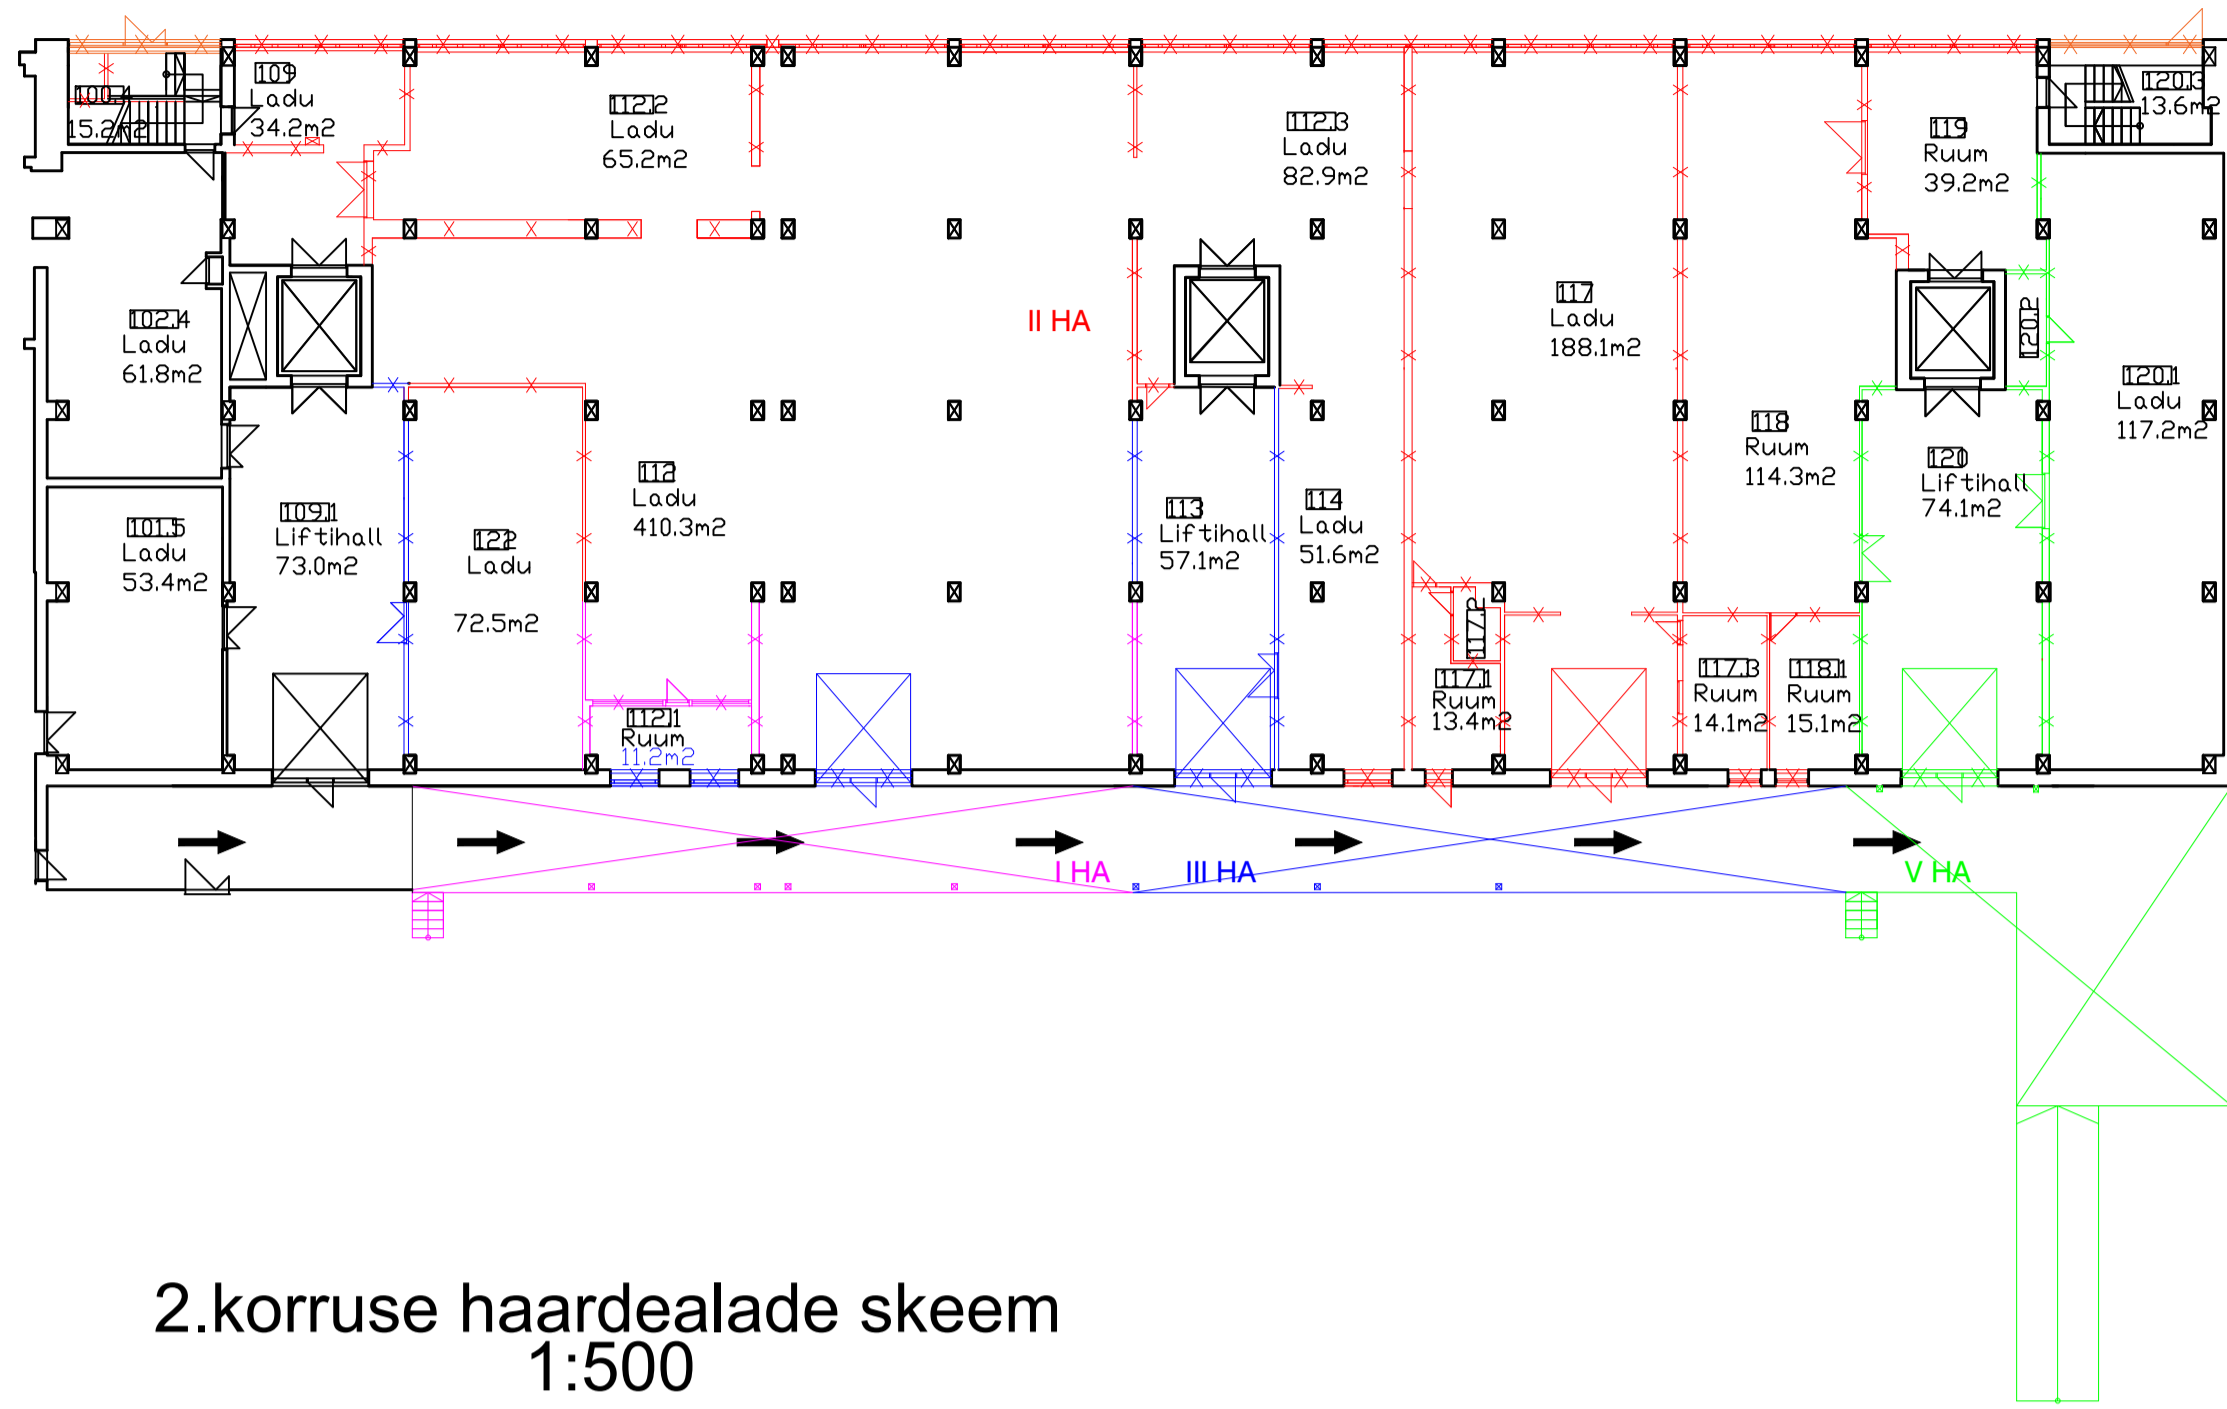 100.1
15.2m2
109
Ladu
34.2m2
112.2
Ladu
65.2m2
112.3
Ladu
82.9m2
119
Ruum
39.2m2
120.3
13.6m2
102.4
Ladu
61.8m2
II HA
117
Ladu
188.1m2
120.2
120.1
Ladu
117.2m2
118
Ruum
114.3m2
120
Liftihall
74.1m2
101.5
Ladu
53.4m2
109.1
Liftihall
73.0m2
122
Ladu
72.5m2
112
Ladu
410.3m2
113
Liftihall
57.1m2
114
Ladu
51.6m2
117.2
117.1
Ruum
13.4m2
117.3
Ruum
14.1m2
118.1
Ruum
15.1m2
112.1
Ruum
11.2m2
I HA
III HA
V HA
2.korruse haardealade skeem
1:500